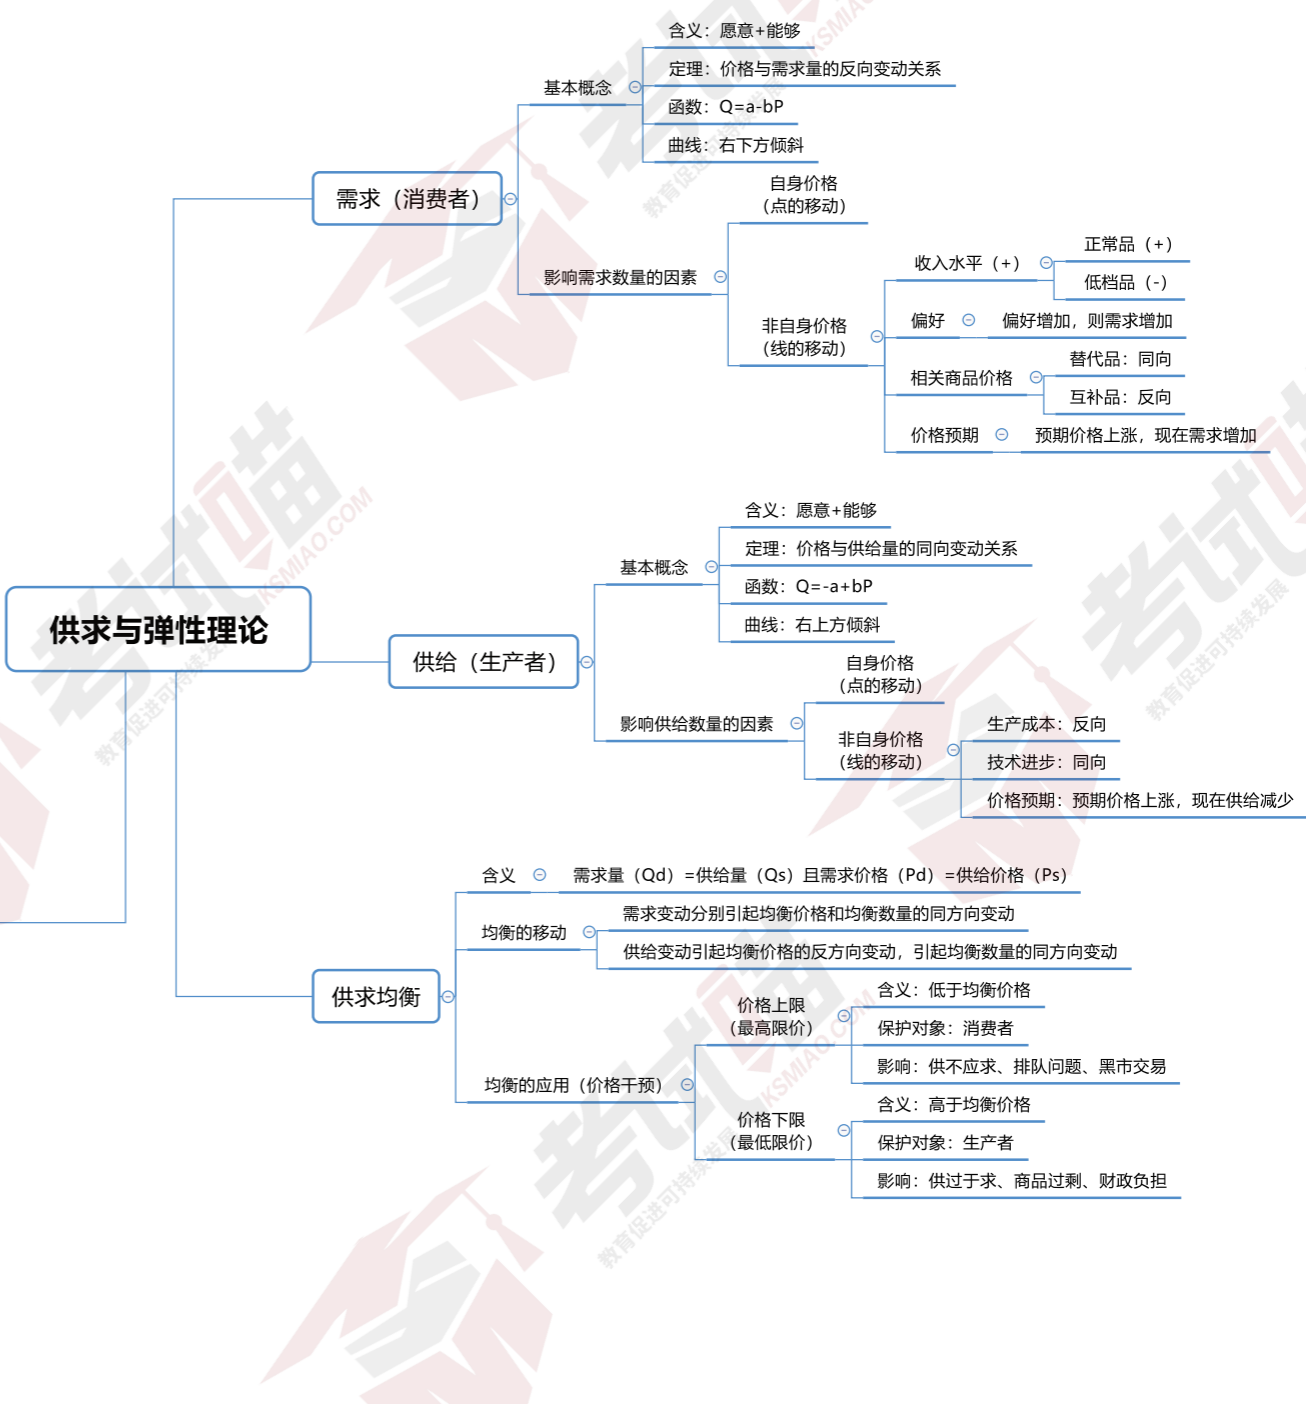 供求与弹性理论
需求（消费者）
基本概念
含义：愿意+能够
定理：价格与需求量的反向变动关系
函数：Q=a-bP
曲线：右下方倾斜
影响需求数量的因素
自身价格
（点的移动）
非自身价格
（线的移动）
收入水平（+）
正常品（+）
低档品（-）
偏好
偏好增加，则需求增加
相关商品价格
替代品：同向
互补品：反向
价格预期
预期价格上涨，现在需求增加
供给（生产者）
基本概念
含义：愿意+能够
定理：价格与供给量的同向变动关系
函数：Q=-a+bP
曲线：右上方倾斜
影响供给数量的因素
自身价格
（点的移动）
非自身价格
（线的移动）
生产成本：反向
技术进步：同向
价格预期：预期价格上涨，现在供给减少
供求均衡
含义
需求量（Qd）=供给量（Qs）且需求价格（Pd）=供给价格（Ps）
均衡的移动
需求变动分别引起均衡价格和均衡数量的同方向变动
供给变动引起均衡价格的反方向变动，引起均衡数量的同方向变动
均衡的应用（价格干预）
价格上限
（最高限价）
含义：低于均衡价格
保护对象：消费者
影响：供不应求、排队问题、黑市交易
价格下限
（最低限价）
含义：高于均衡价格
保护对象：生产者
影响：供过于求、商品过剩、财政负担
考试喵
KSMIAO.COM
教育促进可持续发展